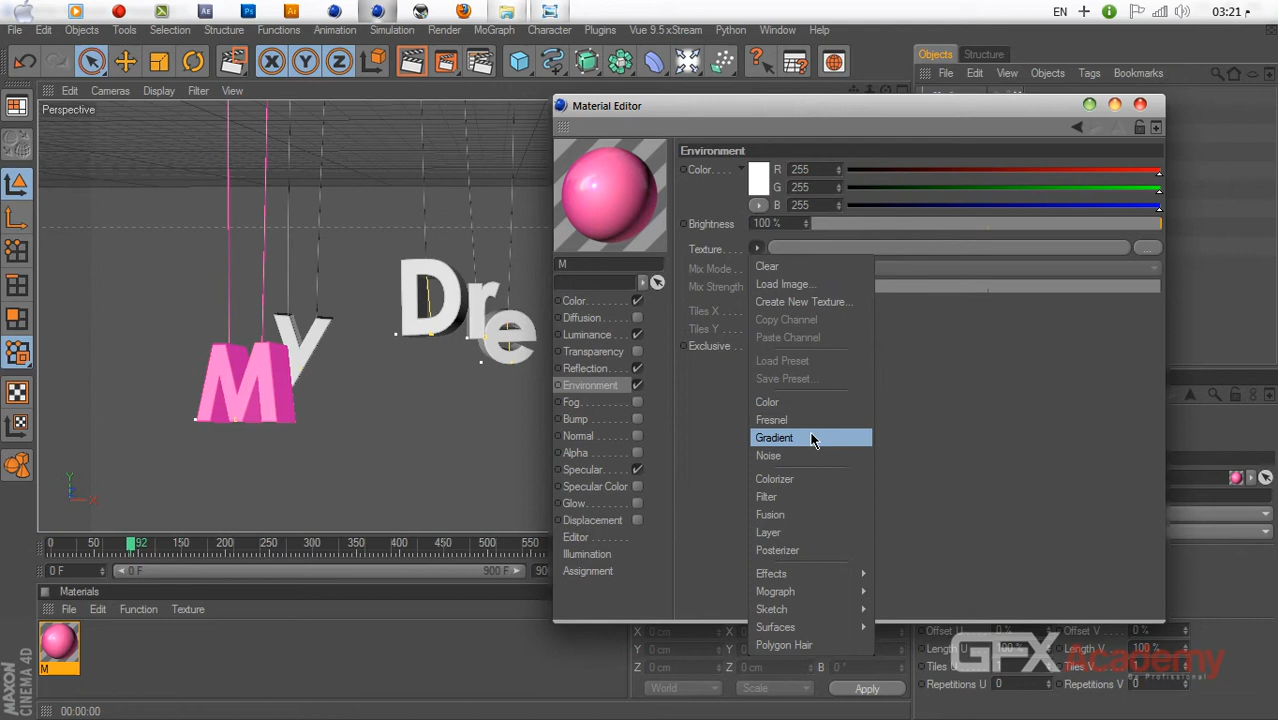 Ae
Ps
Ai
EN
03:21
File Edit Objects Tools Selection Structure Functions Animation Simulation Render MoGraph Character Plugins Vue 9.5 xStream Python Window Help
Objects Structure
File Edit View Objects Tags Bookmarks
X Y Z
Edit Cameras Display Filter View
Perspective
My Dre
Y
X
Material Editor
M
Color
Diffusion
Luminance
Transparency
Reflection
Environment
Fog
Bump
Normal
Alpha
Specular
Specular Color
Glow
Displacement
Editor
Illumination
Assignment
Environment
Color R 255
G 255
B 255
Brightness 100 %
Texture ...
Mix Mode
Mix Strength
Tiles X
Tiles Y
Exclusive
Clear
Load Image...
Create New Texture...
Copy Channel
Paste Channel
Load Preset
Save Preset...
Color
Fresnel
Gradient
Noise
Colorizer
Filter
Fusion
Layer
Posterizer
Effects
Mograph
Sketch
Surfaces
Polygon Hair
0 50 92 150 200 250 300 350 400 450 500 550
0 F 0 F 900 F
Materials
File Edit Function Texture
M
X 0 cm
Y 0 cm
Z 0 cm
B 0 °
World Scale Apply
Offset U 0 % Offset V 0 %
Length U 100 % Length V
Tiles U 1 Tiles V
Repetitions U 0 Repetitions V 0
GFX Academy
By Professional
MAXON
CINEMA 4D
00:00:00